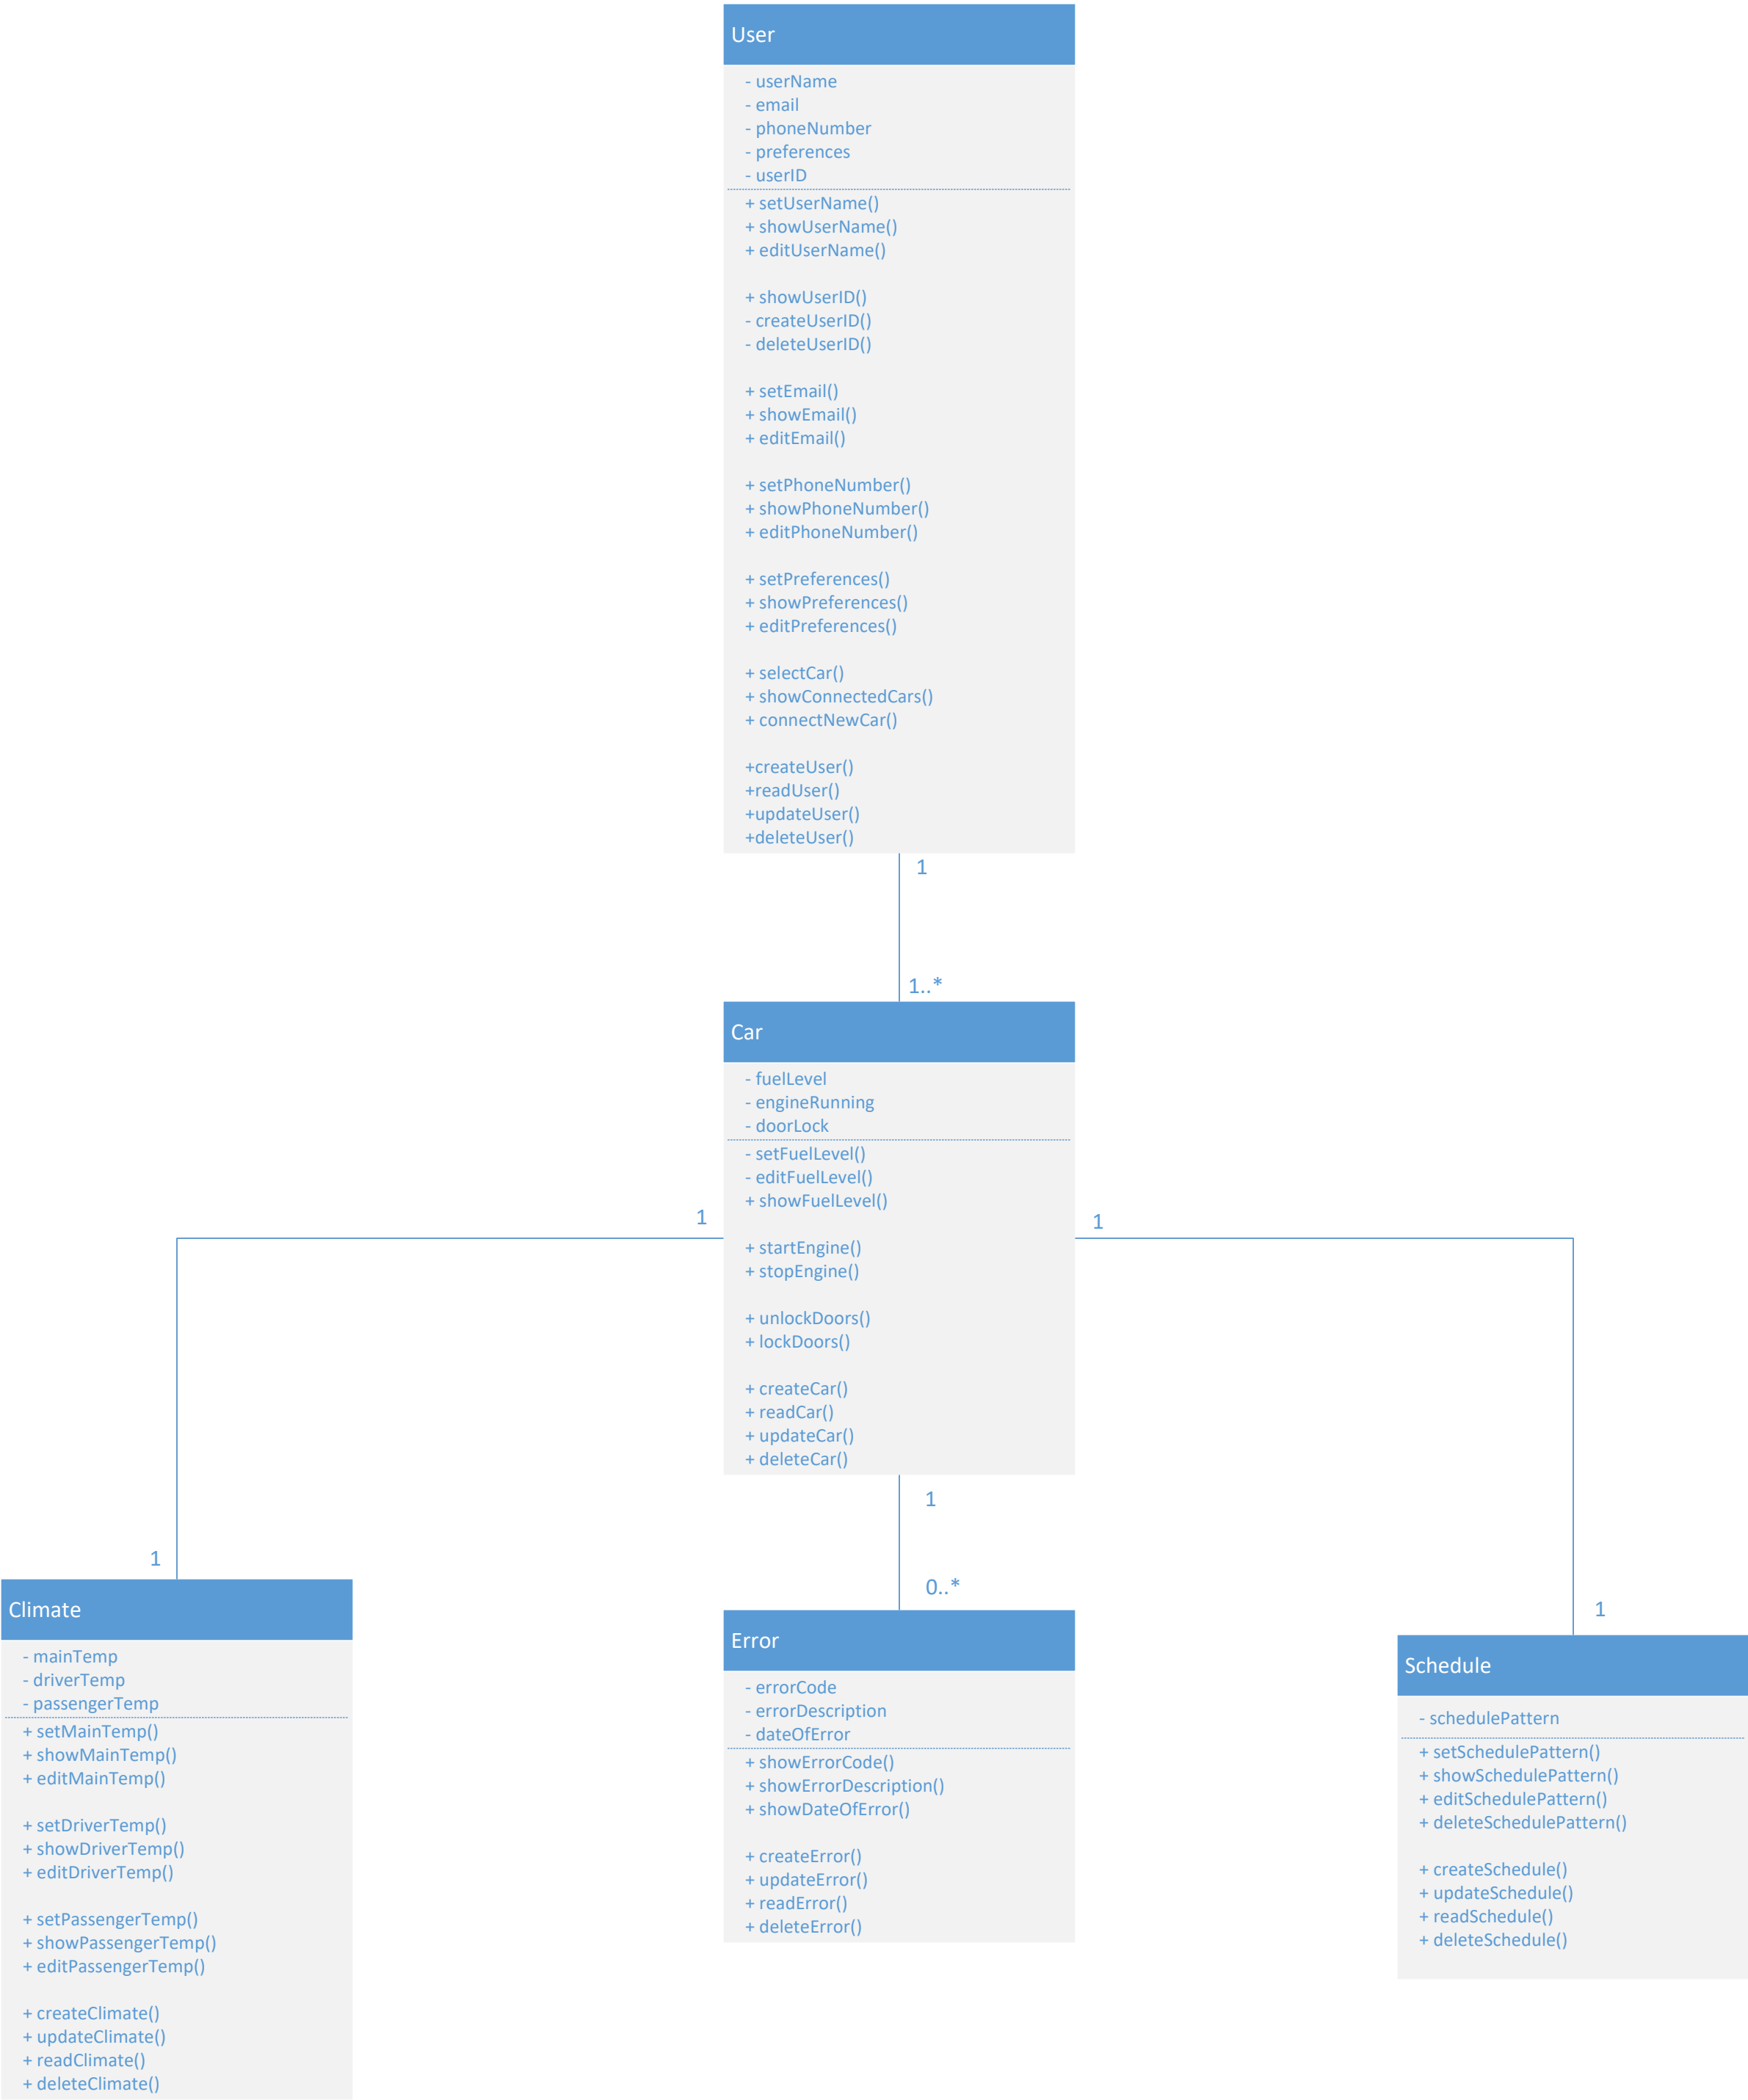 User
- userName
- email
- phoneNumber
- preferences
- userID
+ setUserName()
+ showUserName()
+ editUserName()
+ showUserID()
- createUserID()
- deleteUserID()
+ setEmail()
+ showEmail()
+ editEmail()
+ setPhoneNumber()
+ showPhoneNumber()
+ editPhoneNumber()
+ setPreferences()
+ showPreferences()
+ editPreferences()
+ selectCar()
+ showConnectedCars()
+ connectNewCar()
+createUser()
+readUser()
+updateUser()
+deleteUser()
1
1..*
Car
- fuelLevel
- engineRunning
- doorLock
- setFuelLevel()
- editFuelLevel()
+ showFuelLevel()
+ startEngine()
+ stopEngine()
+ unlockDoors()
+ lockDoors()
+ createCar()
+ readCar()
+ updateCar()
+ deleteCar()
1
1
1
1
0..*
1
Climate
- mainTemp
- driverTemp
- passengerTemp
+ setMainTemp()
+ showMainTemp()
+ editMainTemp()
+ setDriverTemp()
+ showDriverTemp()
+ editDriverTemp()
+ setPassengerTemp()
+ showPassengerTemp()
+ editPassengerTemp()
+ createClimate()
+ updateClimate()
+ readClimate()
+ deleteClimate()
Error
- errorCode
- errorDescription
- dateOfError
+ showErrorCode()
+ showErrorDescription()
+ showDateOfError()
+ createError()
+ updateError()
+ readError()
+ deleteError()
Schedule
- schedulePattern
+ setSchedulePattern()
+ showSchedulePattern()
+ editSchedulePattern()
+ deleteSchedulePattern()
+ createSchedule()
+ updateSchedule()
+ readSchedule()
+ deleteSchedule()